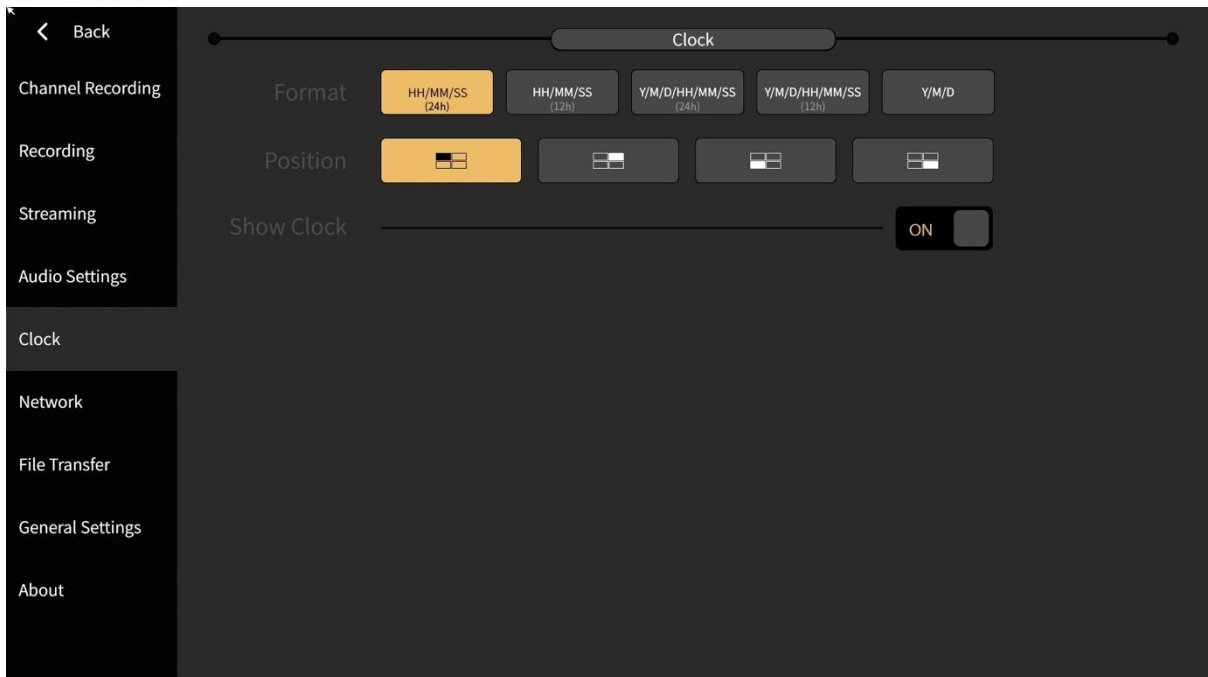 Back
Channel Recording
Recording
Streaming
Audio Settings
Clock
Network
File Transfer
General Settings
About
Clock
Format
HH/MM/SS
(24h)
HH/MM/SS
(12h)
Y/M/D/HH/MM/SS
(24h)
Y/M/D/HH/MM/SS
(12h)
Y/M/D
Position
Show Clock
ON